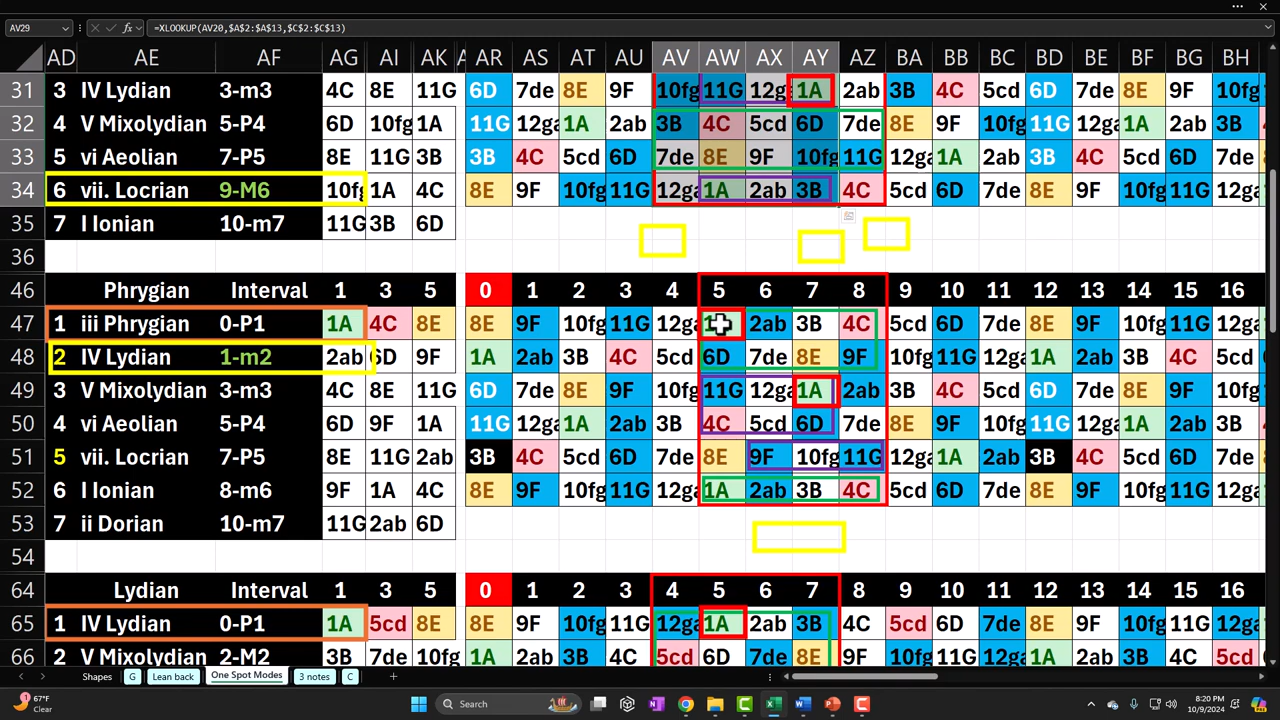 AV29 =XLOOKUP(AV20,$A$2:$A$13,$C$2:$C$13)
AD AE AF AG AI AK AR AS AT AU AV AW AX AY AZ BA BB BC BD BE BF BG BH
31 3 IV Lydian 3-m3 4C 8E 11G 6D 7de 8E 9F 10fg 11G 12g 1A 2ab 3B 4C 5cd 6D 7de 8E 9F 10fg
32 4 V Mixolydian 5-P4 6D 10fg 1A 11G 12ga 1A 2ab 3B 4C 5cd 6D 7de 8E 9F 10fg 11G 12ga 1A 2ab 3B
33 5 vi Aeolian 7-P5 8E 11G 3B 3B 4C 5cd 6D 7de 8E 9F 10fg 11G 12ga 1A 2ab 3B 4C 5cd 6D 7de
34 6 vii. Locrian 9-M6 10fg 1A 4C 8E 9F 10fg 11G 12ga 1A 2ab 3B 4C 5cd 6D 7de 8E 9F 10fg 11G 12ga
35 7 I Ionian 10-m7 11G 3B 6D
36
46 Phrygian Interval 1 3 5 0 1 2 3 4 5 6 7 8 9 10 11 12 13 14 15 16
47 1 iii Phrygian 0-P1 1A 4C 8E 8E 9F 10fg 11G 12ga 2ab 3B 4C 5cd 6D 7de 8E 9F 10fg 11G 12ga
48 2 IV Lydian 1-m2 2ab 6D 9F 1A 2ab 3B 4C 5cd 6D 7de 8E 9F 10fg 11G 12ga 1A 2ab 3B 4C 5cd
49 3 V Mixolydian 3-m3 4C 8E 11G 6D 7de 8E 9F 10fg 11G 12ga 1A 2ab 3B 4C 5cd 6D 7de 8E 9F 10fg
50 4 vi Aeolian 5-P4 6D 9F 1A 11G 12ga 1A 2ab 3B 4C 5cd 6D 7de 8E 9F 10fg 11G 12ga 1A 2ab 3B
51 5 vii. Locrian 7-P5 8E 11G 2ab 3B 4C 5cd 6D 7de 8E 9F 10fg 11G 12ga 1A 2ab 3B 4C 5cd 6D 7de
52 6 I Ionian 8-m6 9F 1A 4C 8E 9F 10fg 11G 12ga 1A 2ab 3B 4C 5cd 6D 7de 8E 9F 10fg 11G 12ga
53 7 ii Dorian 10-m7 11G 2ab 6D
54
64 Lydian Interval 1 3 5 0 1 2 3 4 5 6 7 8 9 10 11 12 13 14 15 16
65 1 IV Lydian 0-P1 1A 5cd 8E 8E 9F 10fg 11G 12ga 1A 2ab 3B 4C 5cd 6D 7de 8E 9F 10fg 11G 12ga
66 2 V Mixolydian 2-M2 3B 7de 10fg 1A 2ab 3B 4C 5cd 6D 7de 8E 9F 10fg 11G 12ga 1A 2ab 3B 4C 5cd
Shapes G Lean back One Spot Modes 3 notes C
67°F
Clear
Search
8:20 PM
10/9/2024